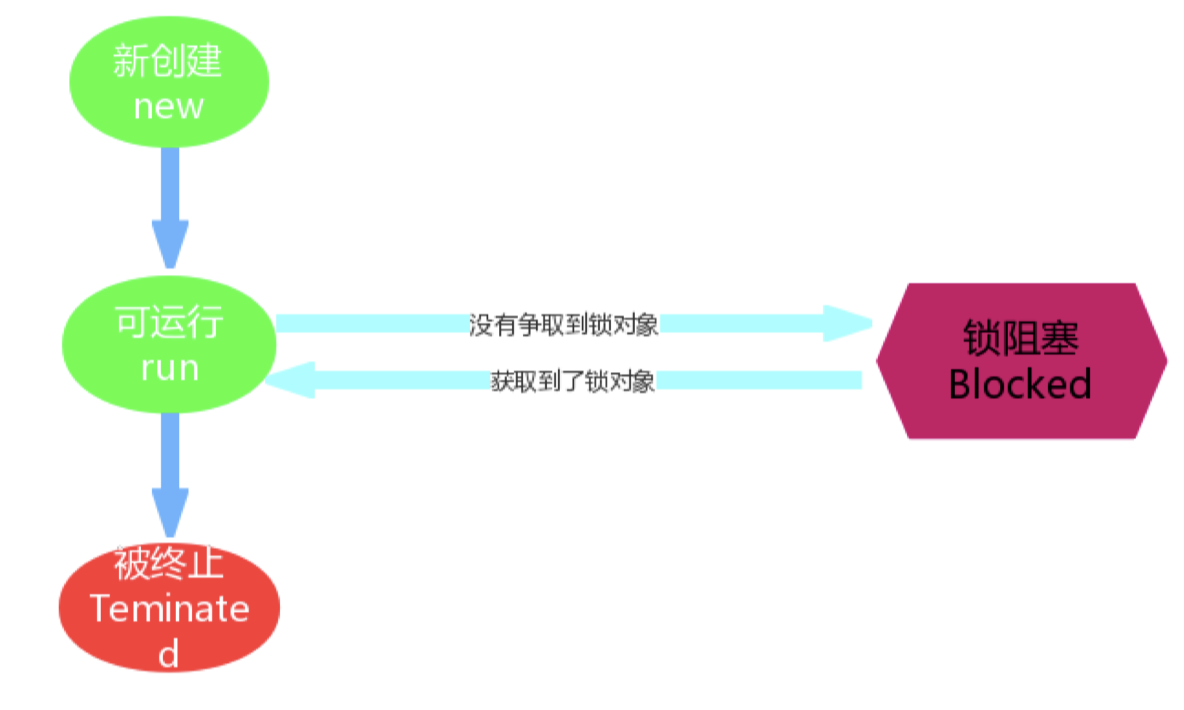 新创建
new
可运行
run
没有争取到锁对象
获取到了锁对象
锁阻塞
Blocked
被终止
Teminate
d